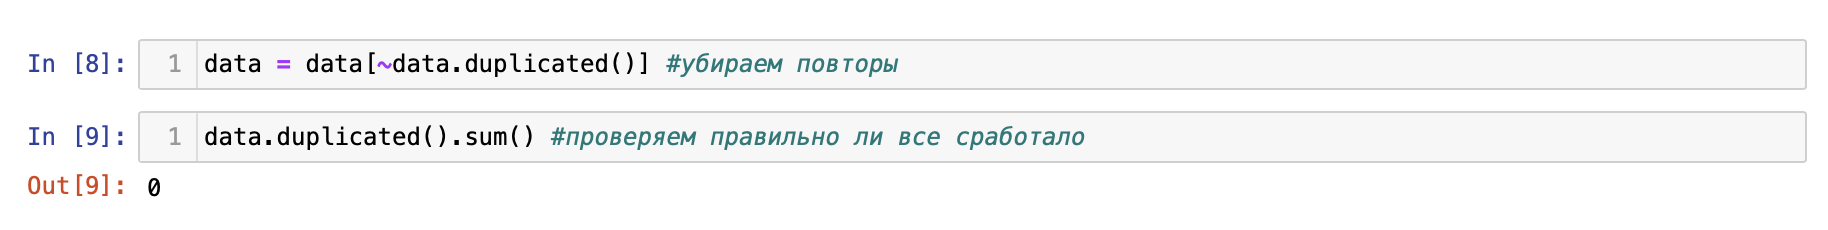 In [8]: 1 data = data[~data.duplicated()] #убираем повторы
In [9]: 1 data.duplicated().sum() #проверяем правильно ли все сработало
Out[9]: 0